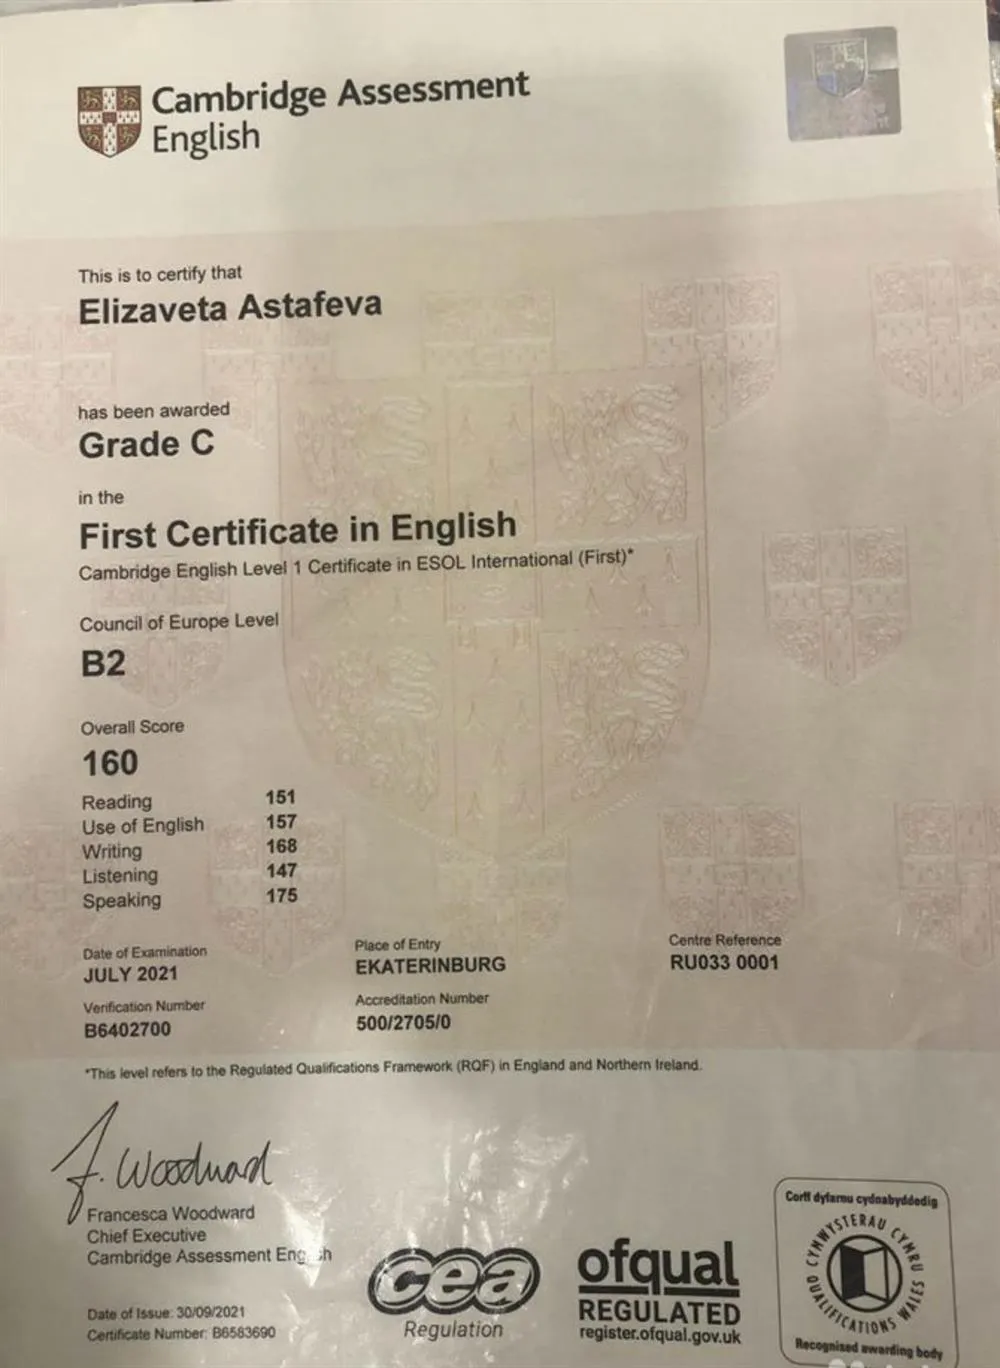 Cambridge Assessment
English
This is to certify that
Elizaveta Astafeva
has been awarded
Grade C
in the
First Certificate in English
Cambridge English Level 1 Certificate in ESOL International (First)*
Council of Europe Level
B2
Overall Score
160
Reading 151
Use of English 157
Writing 168
Listening 147
Speaking 175
Date of Examination
JULY 2021
Place of Entry
EKATERINBURG
Centre Reference
RU033 0001
Verification Number
B6402700
Accreditation Number
500/2705/0
*This level refers to the Regulated Qualifications Framework (RQF) in England and Northern Ireland.
F. Woodward
Francesca Woodward
Chief Executive
Cambridge Assessment English
Date of Issue: 30/09/2021
Certificate Number: B6583690
cea
Regulation
ofqual
REGULATED
register.ofqual.gov.uk
Corff dyfarnu cydnabyddedig
CYMWYSTERAU CYMRU
QUALIFICATIONS WALES
Recognised awarding body